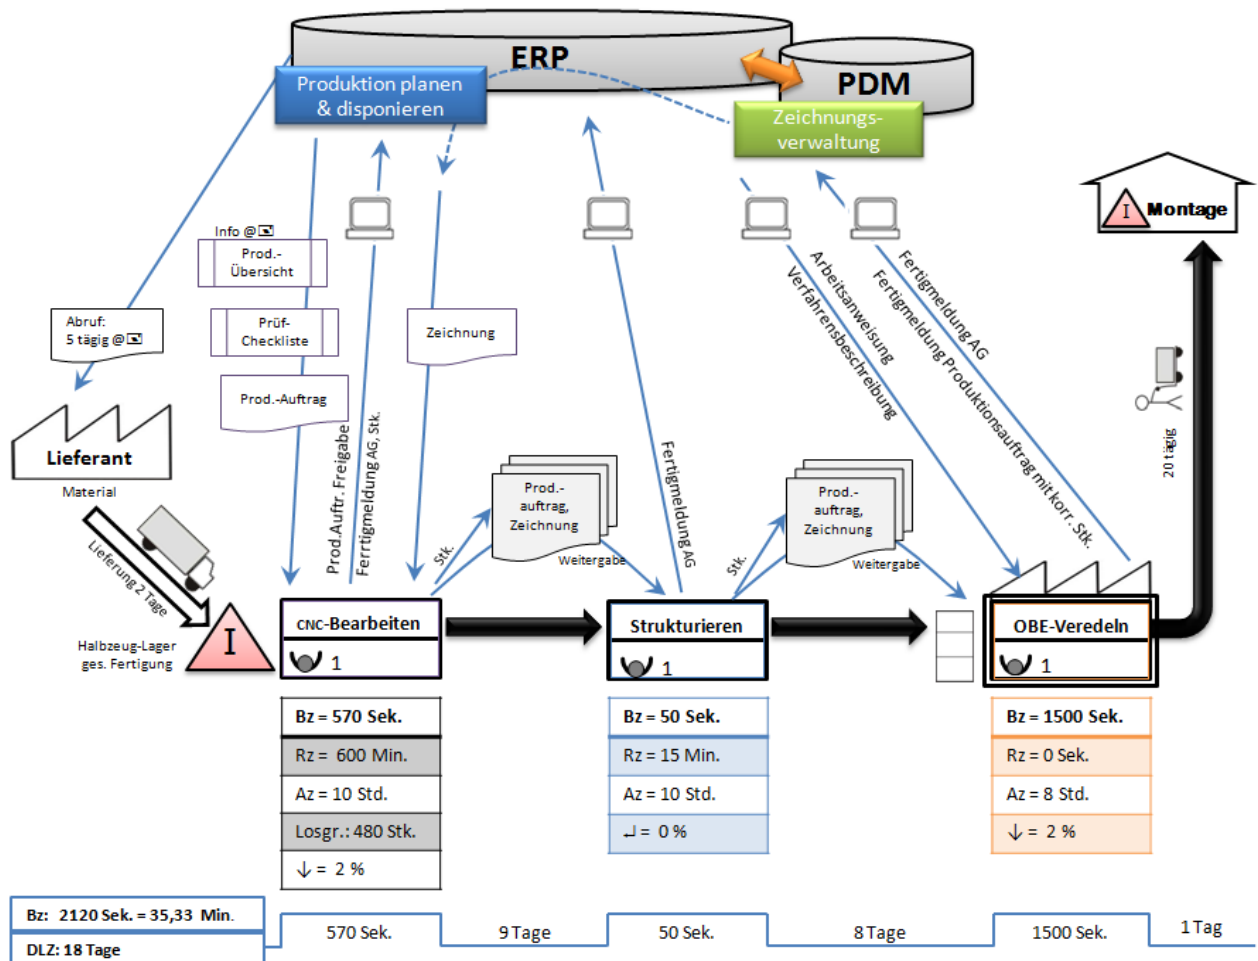 ERP
PDM
Produktion planen
& disponieren
Zeichnungs-
verwaltung
Info @
Prod.-
Übersicht
Prüf-
Checkliste
Prod.-Auftrag
Abruf:
5 tägig @
Zeichnung
Lieferant
Material
Lieferung 2 Tage
Halbzeug-Lager
ges. Fertigung
I
Prod.Auftr. Freigabe
Ferrtigmeldung AG, Stk.
Stk.
Prod.-
auftrag,
Zeichnung
Weitergabe
Fertigmeldung AG
Stk.
Prod.-
auftrag,
Zeichnung
Weitergabe
Arbeitsanweisung
Verfahrensbeschreibung
Fertigmeldung AG
Fertigmeldung Produktionsauftrag mit korr. Stk.
I
Montage
20 tägig
CNC-Bearbeiten
1
Strukturieren
1
OBE-Veredeln
1
Bz = 570 Sek.
Rz = 600 Min.
Az = 10 Std.
Losgr.: 480 Stk.
↓ = 2 %
Bz = 50 Sek.
Rz = 15 Min.
Az = 10 Std.
↵ = 0 %
Bz = 1500 Sek.
Rz = 0 Sek.
Az = 8 Std.
↓ = 2 %
Bz: 2120 Sek. = 35,33 Min.
DLZ: 18 Tage
570 Sek.
9 Tage
50 Sek.
8 Tage
1500 Sek.
1 Tag